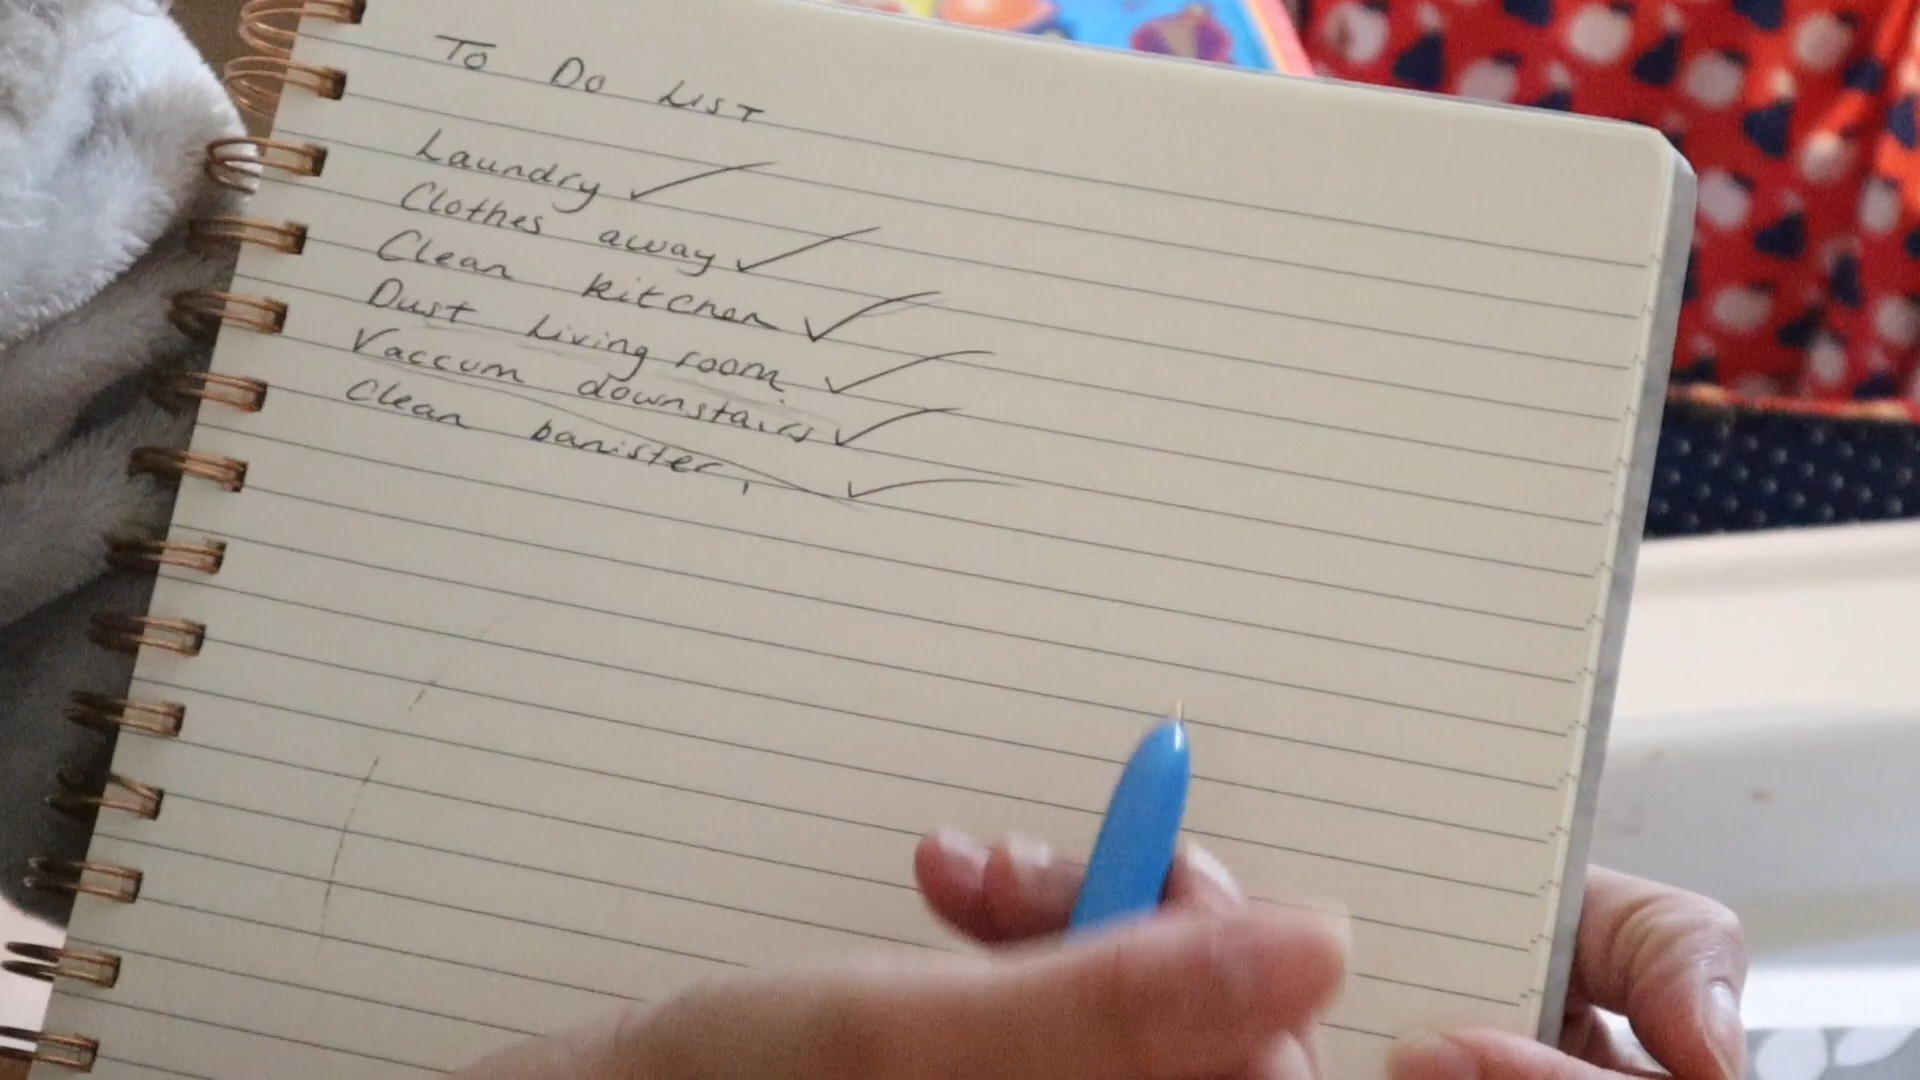 To Do List
Laundry ✓
Clothes away ✓
Clean kitchen ✓
Dust Living room ✓
Vaccum downstairs ✓
Clean banister, ✓